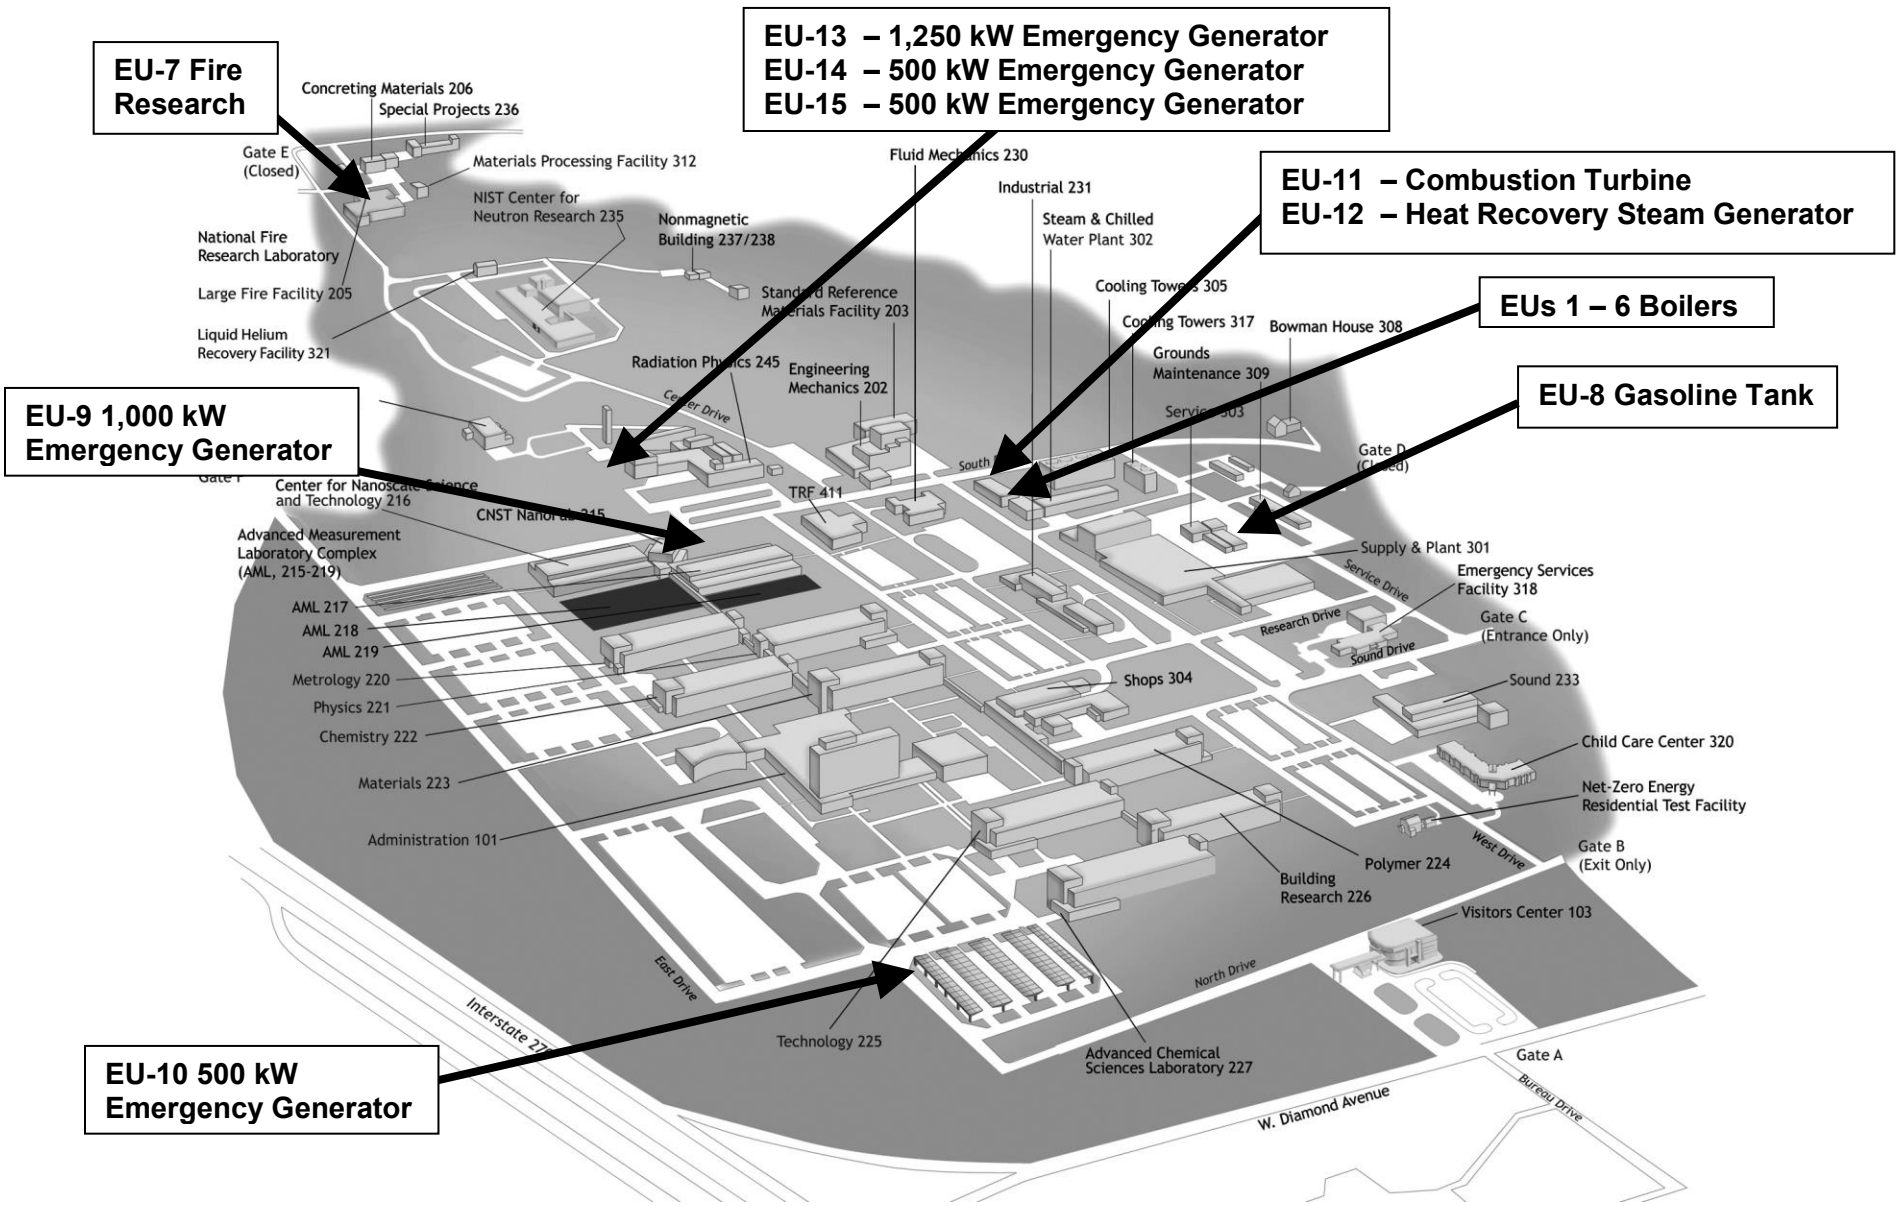 EU-13 – 1,250 kW Emergency Generator
EU-14 – 500 kW Emergency Generator
EU-15 – 500 kW Emergency Generator
EU-7 Fire
Research
Concreting Materials 206
Special Projects 236
Gate E
(Closed)
Materials Processing Facility 312
NIST Center for
Neutron Research 235
Nonmagnetic
Building 237/238
Fluid Mechanics 230
Industrial 231
Steam & Chilled
Water Plant 302
EU-11 – Combustion Turbine
EU-12 – Heat Recovery Steam Generator
National Fire
Research Laboratory
Large Fire Facility 205
Liquid Helium
Recovery Facility 321
Standard Reference
Materials Facility 203
Cooling Towers 305
Cooling Towers 317
Bowman House 308
EUs 1 – 6 Boilers
Radiation Physics 245
Engineering
Mechanics 202
Grounds
Maintenance 309
Service 303
EU-8 Gasoline Tank
Center Drive
EU-9 1,000 kW
Emergency Generator
Gate F
South
Gate D
(Closed)
Center for Nanoscale Science
and Technology 216
CNST NanoFab 215
TRF 411
Advanced Measurement
Laboratory Complex
(AML, 215-219)
AML 217
AML 218
AML 219
Metrology 220
Physics 221
Chemistry 222
Materials 223
Administration 101
Supply & Plant 301
Service Drive
Emergency Services
Facility 318
Research Drive
Gate C
(Entrance Only)
Sound Drive
Shops 304
Sound 233
Child Care Center 320
Net-Zero Energy
Residential Test Facility
West Drive
Gate B
(Exit Only)
Polymer 224
Building
Research 226
Visitors Center 103
East Drive
North Drive
Interstate 270
Technology 225
Advanced Chemical
Sciences Laboratory 227
EU-10 500 kW
Emergency Generator
Gate A
Bureau Drive
W. Diamond Avenue